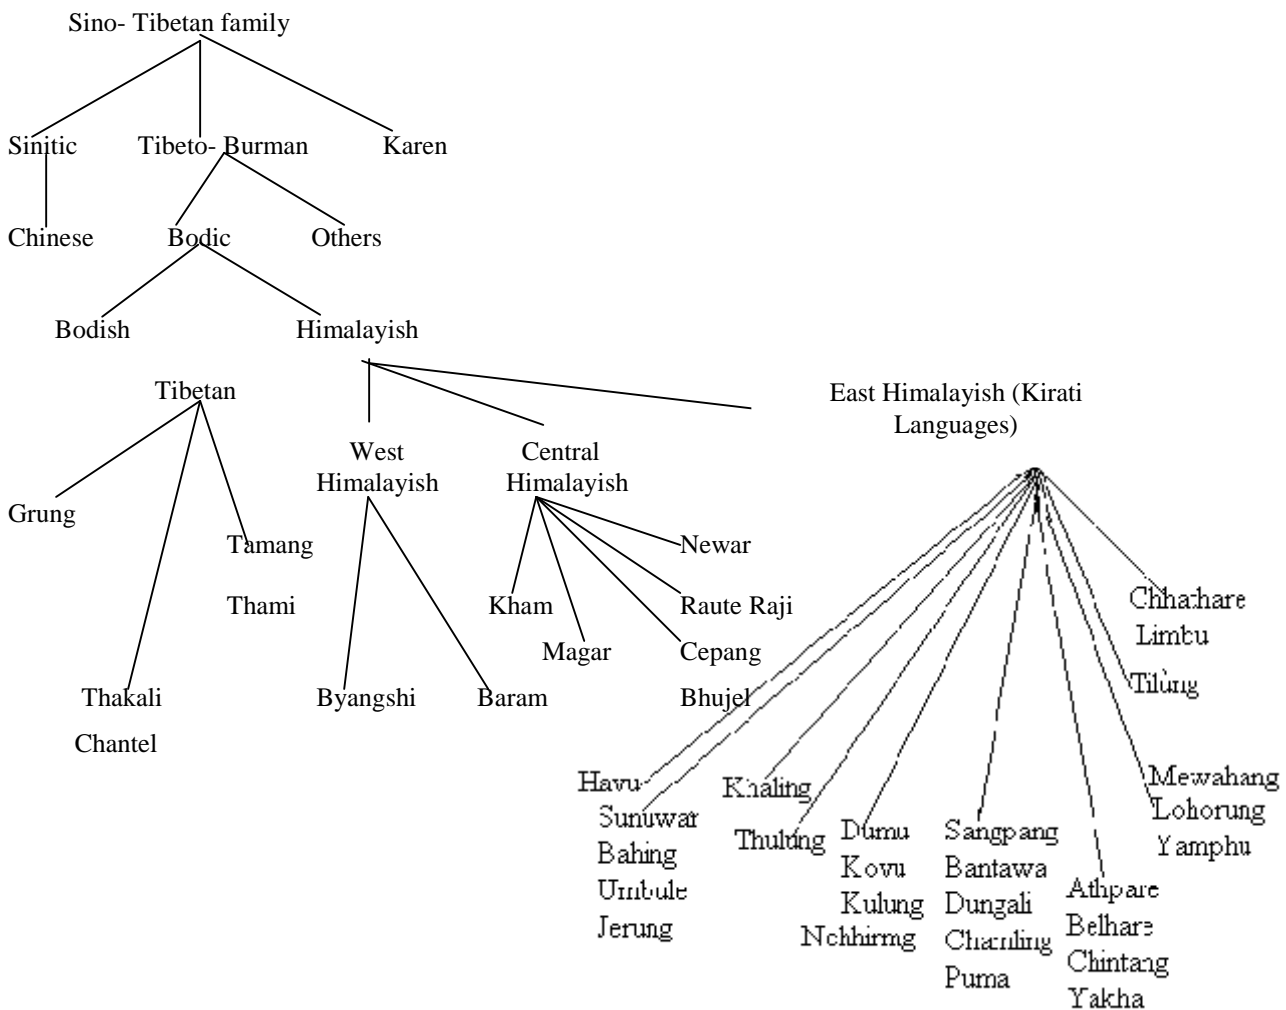 Sino- Tibetan family
Sinitic
Tibeto- Burman
Karen
Chinese
Bodic
Others
Bodish
Himalayish
Tibetan
East Himalayish (Kirati
Languages)
West
Himalayish
Central
Himalayish
Grung
Tamang
Thami
Thakali
Chantel
Byangshi
Baram
Kham
Magar
Newar
Raute Raji
Cepang
Bhujel
Havu
Sunuwar
Bahing
Umbule
Jerung
Khaling
Thulung
Dumu
Kovu
Kulung
Nchhirmg
Sangpang
Bantawa
Dungali
Chamling
Puma
Athpare
Belhare
Chintang
Yakha
Mewahang
Lohorung
Yamphu
Tilung
Chhathare
Limbu